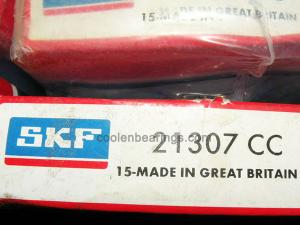 15-MADE IN GREAT BRITAIN
coolenbearings.com
SKF 21307 CC
15-MADE IN GREAT BRITAIN